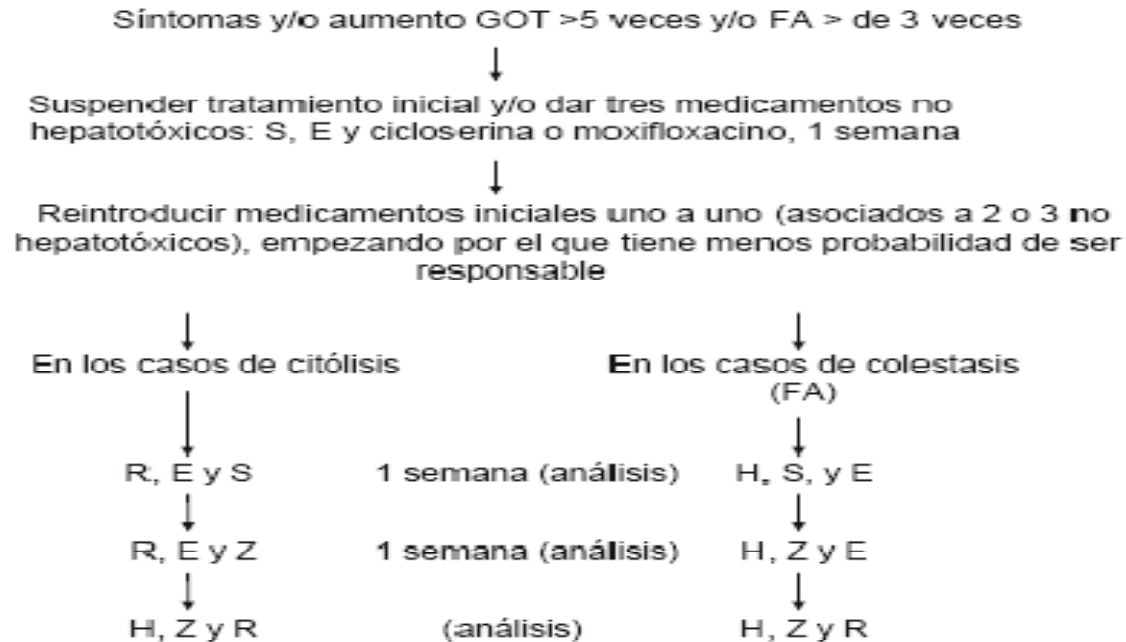 Síntomas y/o aumento GOT >5 veces y/o FA > de 3 veces
Suspender tratamiento inicial y/o dar tres medicamentos no
hepatotóxicos: S, E y cicloserina o moxifloxacino, 1 semana
Reintroducir medicamentos iniciales uno a uno (asociados a 2 o 3 no
hepatotóxicos), empezando por el que tiene menos probabilidad de ser
responsable
En los casos de citólisis
En los casos de colestasis
(FA)
R, E y S 1 semana (análisis) H, S, y E
R, E y Z 1 semana (análisis) H, Z y E
H, Z y R (análisis) H, Z y R